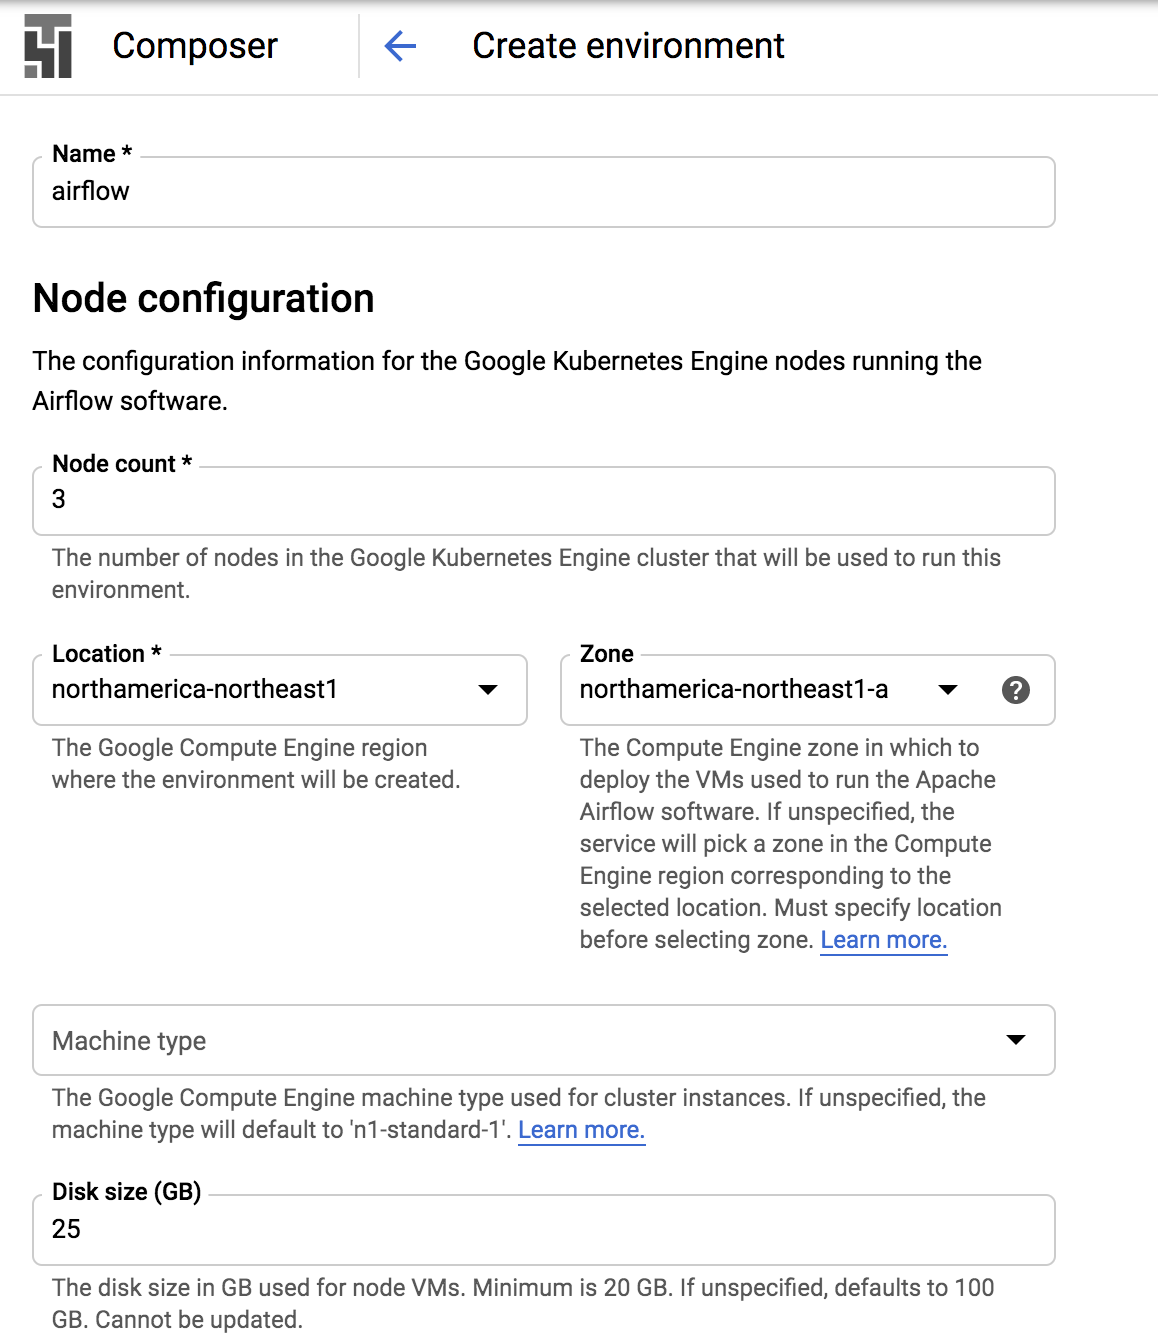 Composer
Create environment
Name *
airflow
Node configuration
The configuration information for the Google Kubernetes Engine nodes running the
Airflow software.
Node count *
3
The number of nodes in the Google Kubernetes Engine cluster that will be used to run this
environment.
Location *
northamerica-northeast1
The Google Compute Engine region
where the environment will be created.
Zone
northamerica-northeast1-a
The Compute Engine zone in which to
deploy the VMs used to run the Apache
Airflow software. If unspecified, the
service will pick a zone in the Compute
Engine region corresponding to the
selected location. Must specify location
before selecting zone. Learn more.
Machine type
The Google Compute Engine machine type used for cluster instances. If unspecified, the
machine type will default to 'n1-standard-1'. Learn more.
Disk size (GB)
25
The disk size in GB used for node VMs. Minimum is 20 GB. If unspecified, defaults to 100
GB. Cannot be updated.